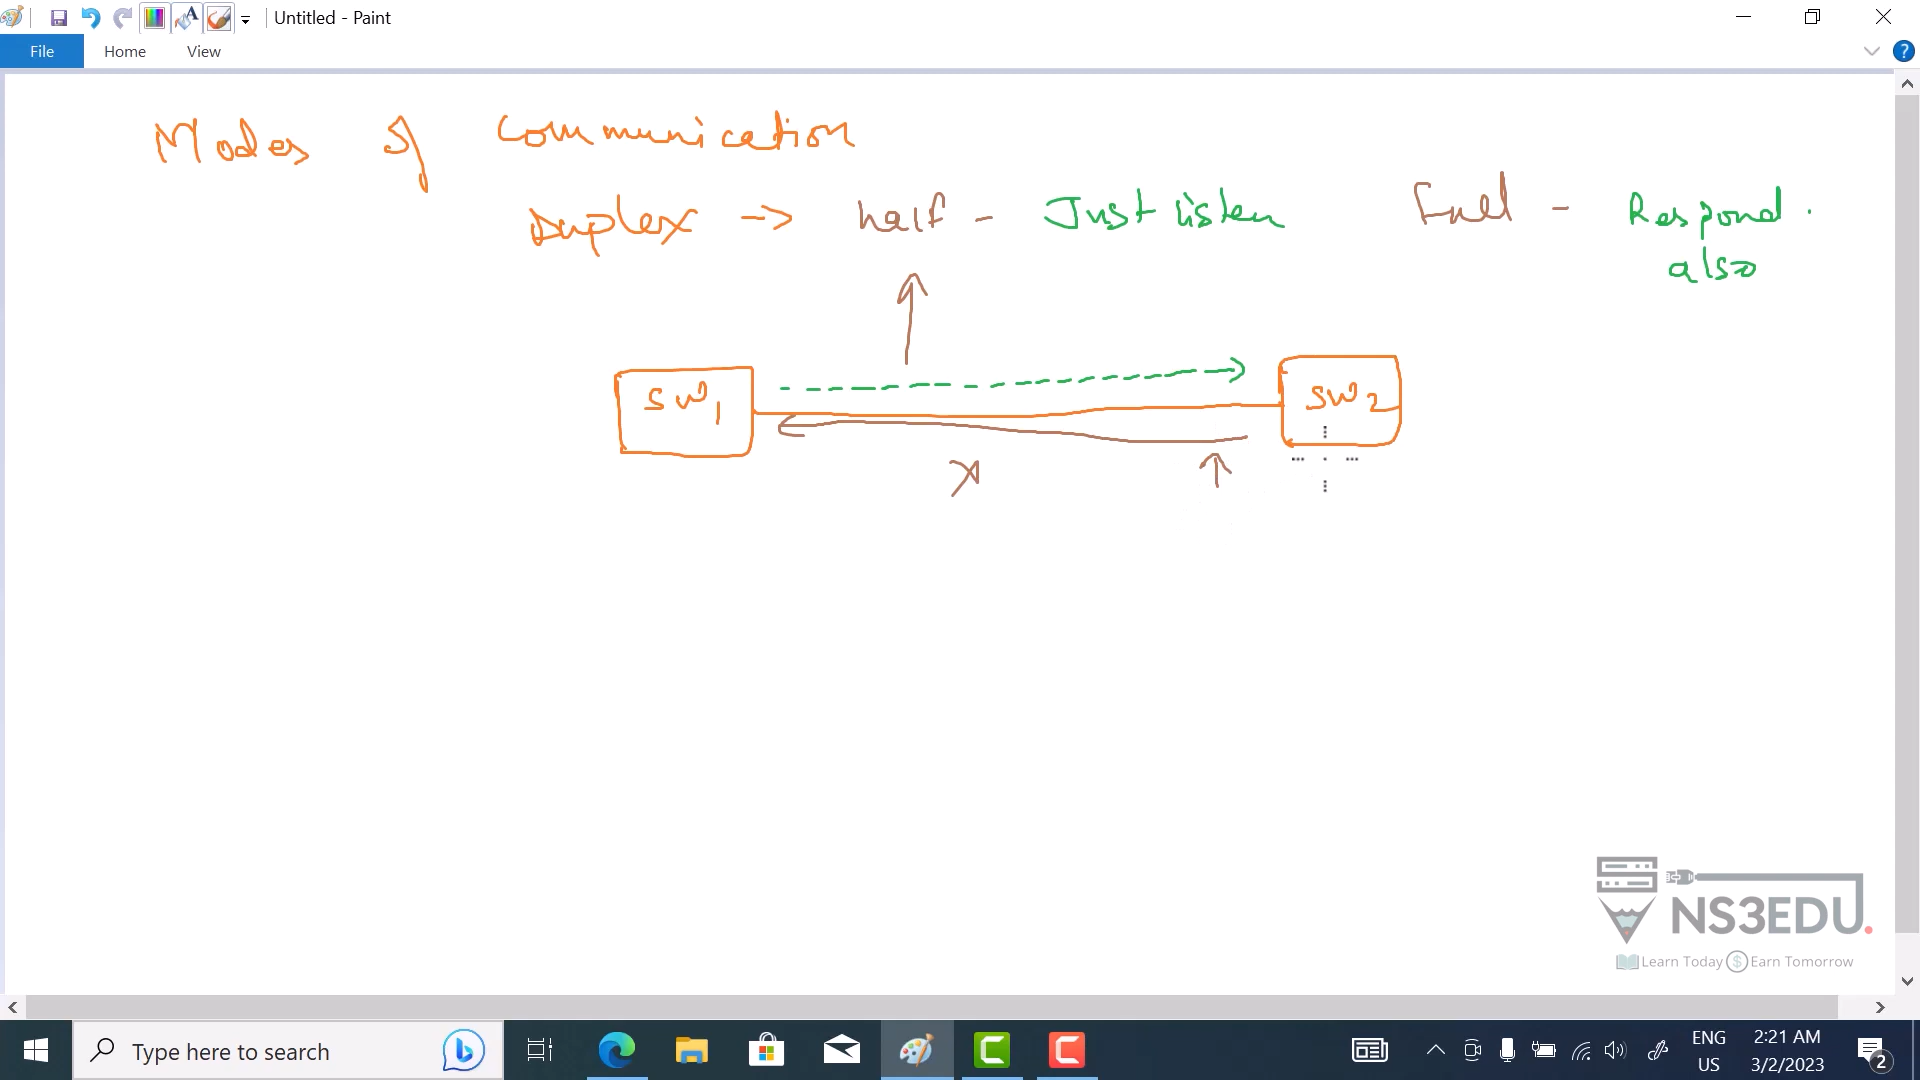 Untitled - Paint
File Home View
Modes of Communication
Duplex -> half - Just listen Full - Respond.
also
SW1 SW2
X
NS3EDU.
Learn Today $ Earn Tomorrow
Type here to search
ENG
US
2:21 AM
3/2/2023
2